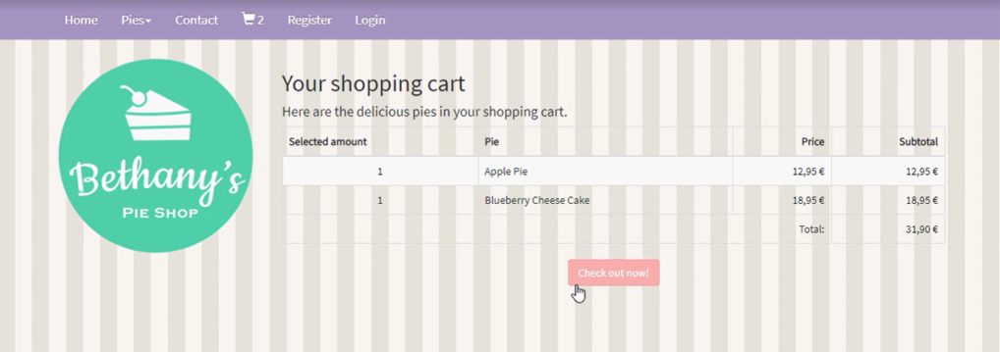 Home Pies Contact 2 Register Login
Bethany's
PIE SHOP
Your shopping cart
Here are the delicious pies in your shopping cart.
Selected amount Pie Price Subtotal
1 Apple Pie 12,95 € 12,95 €
1 Blueberry Cheese Cake 18,95 € 18,95 €
Total: 31,90 €
Check out now!